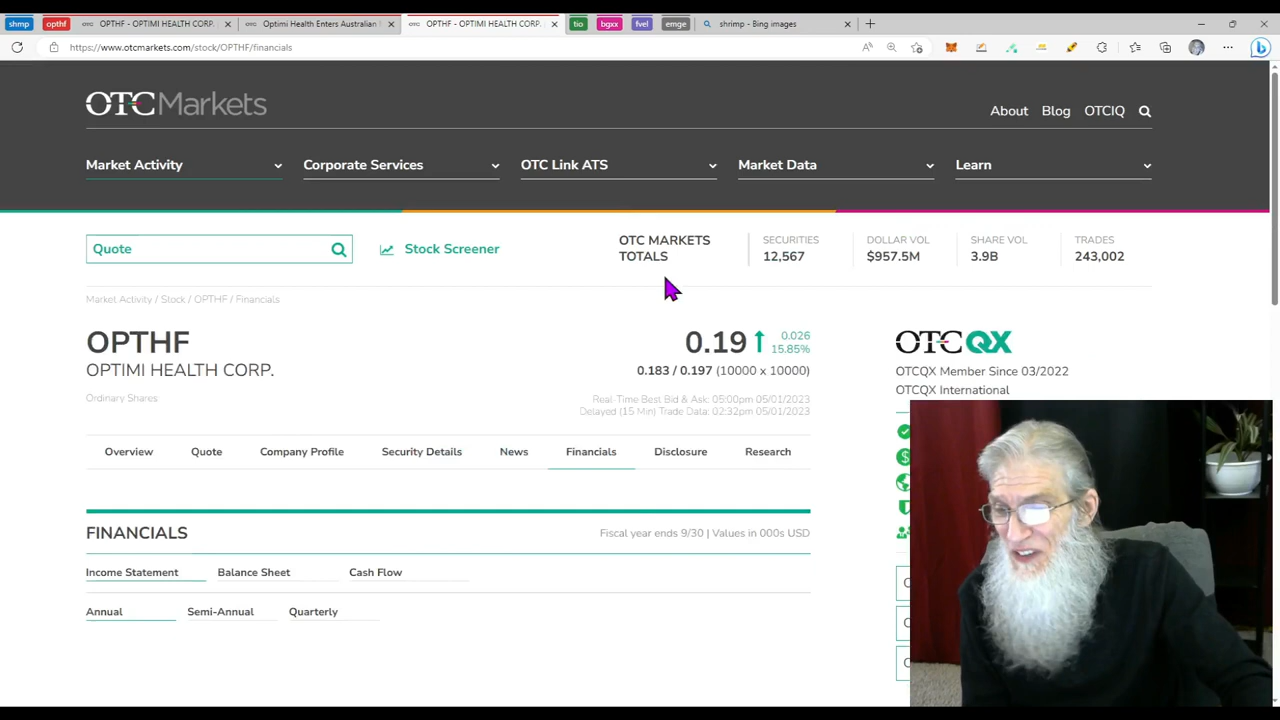 shmp
opthf
OPTHF - OPTIMI HEALTH CORP.
Optimi Health Enters Australian
OPTHF - OPTIMI HEALTH CORP.
tio
bgxx
fvel
emge
shrimp - Bing images
https://www.otcmarkets.com/stock/OPTHF/financials
OTCMarkets
About
Blog
OTCIQ
Market Activity
Corporate Services
OTC Link ATS
Market Data
Learn
Quote
Stock Screener
OTC MARKETS
TOTALS
SECURITIES
12,567
DOLLAR VOL
$957.5M
SHARE VOL
3.9B
TRADES
243,002
Market Activity / Stock / OPTHF / Financials
OPTHF
OPTIMI HEALTH CORP.
Ordinary Shares
0.19
0.026
15.85%
0.183 / 0.197 (10000 x 10000)
Real-Time Best Bid & Ask: 05:00pm 05/01/2023
Delayed (15 Min) Trade Data: 02:32pm 05/01/2023
OTCQX
OTCQX Member Since 03/2022
OTCQX International
Overview
Quote
Company Profile
Security Details
News
Financials
Disclosure
Research
FINANCIALS
Fiscal year ends 9/30 | Values in 000s USD
Income Statement
Balance Sheet
Cash Flow
Annual
Semi-Annual
Quarterly